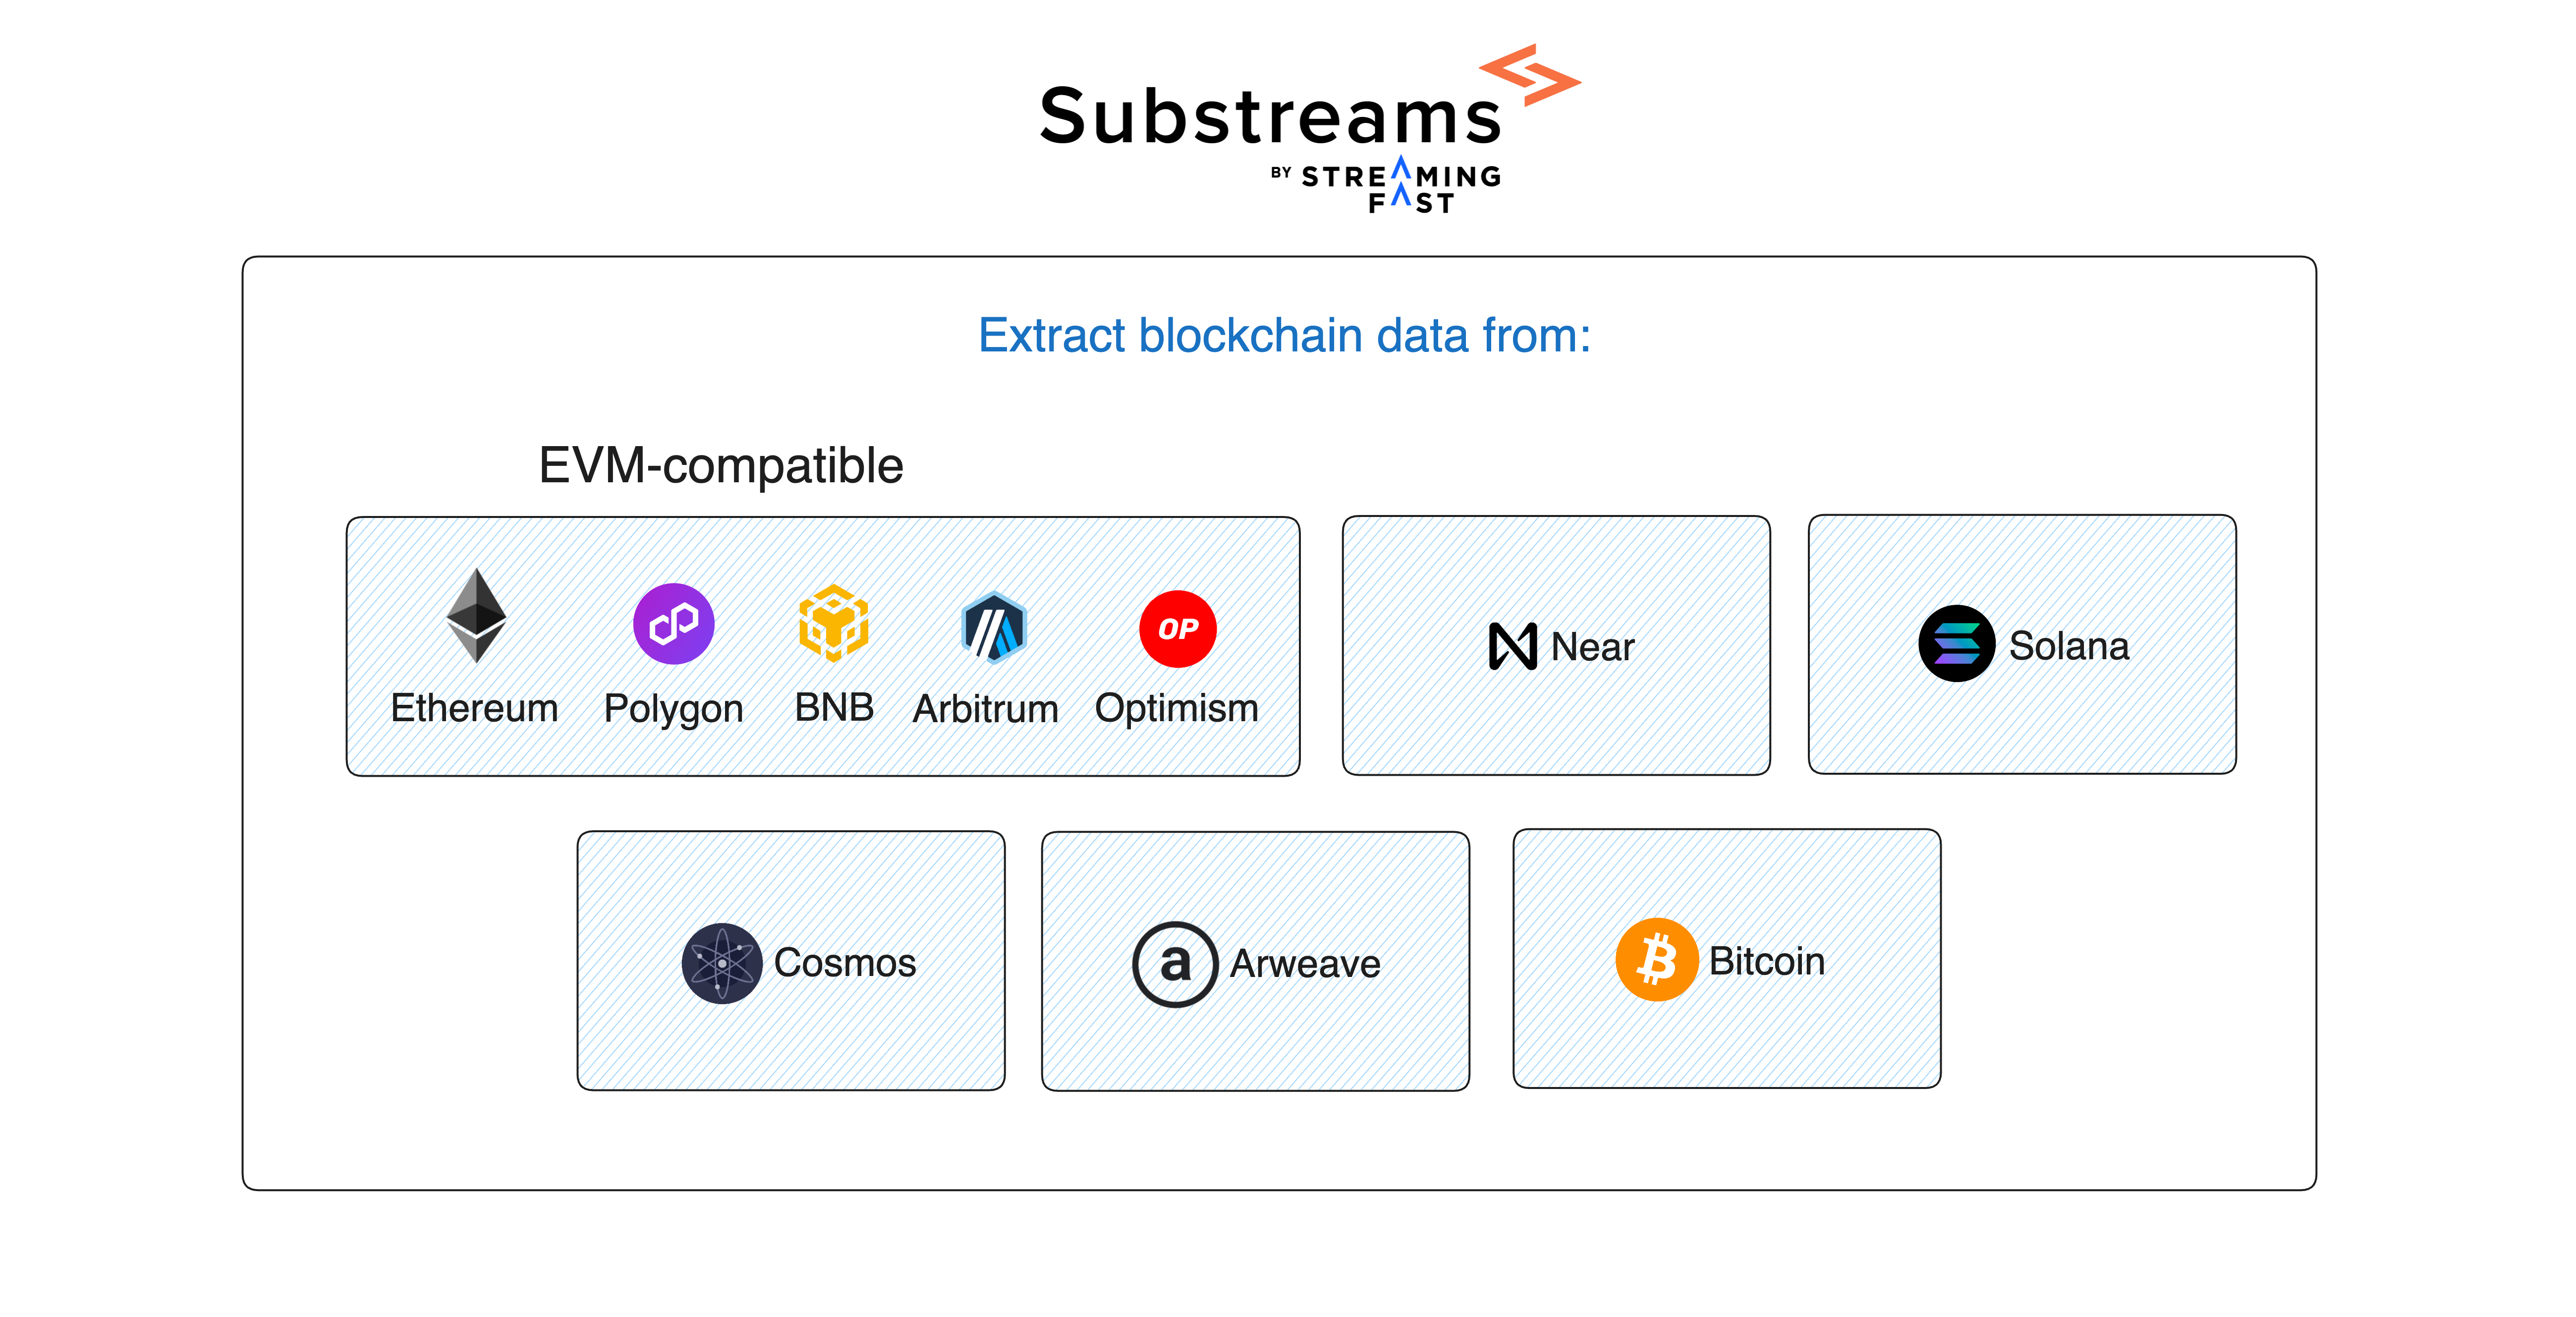 Substreams
BY STREAMING
FAST
Extract blockchain data from:
EVM-compatible
Ethereum Polygon BNB Arbitrum Optimism
OP
Near
Solana
Cosmos
a Arweave
Bitcoin